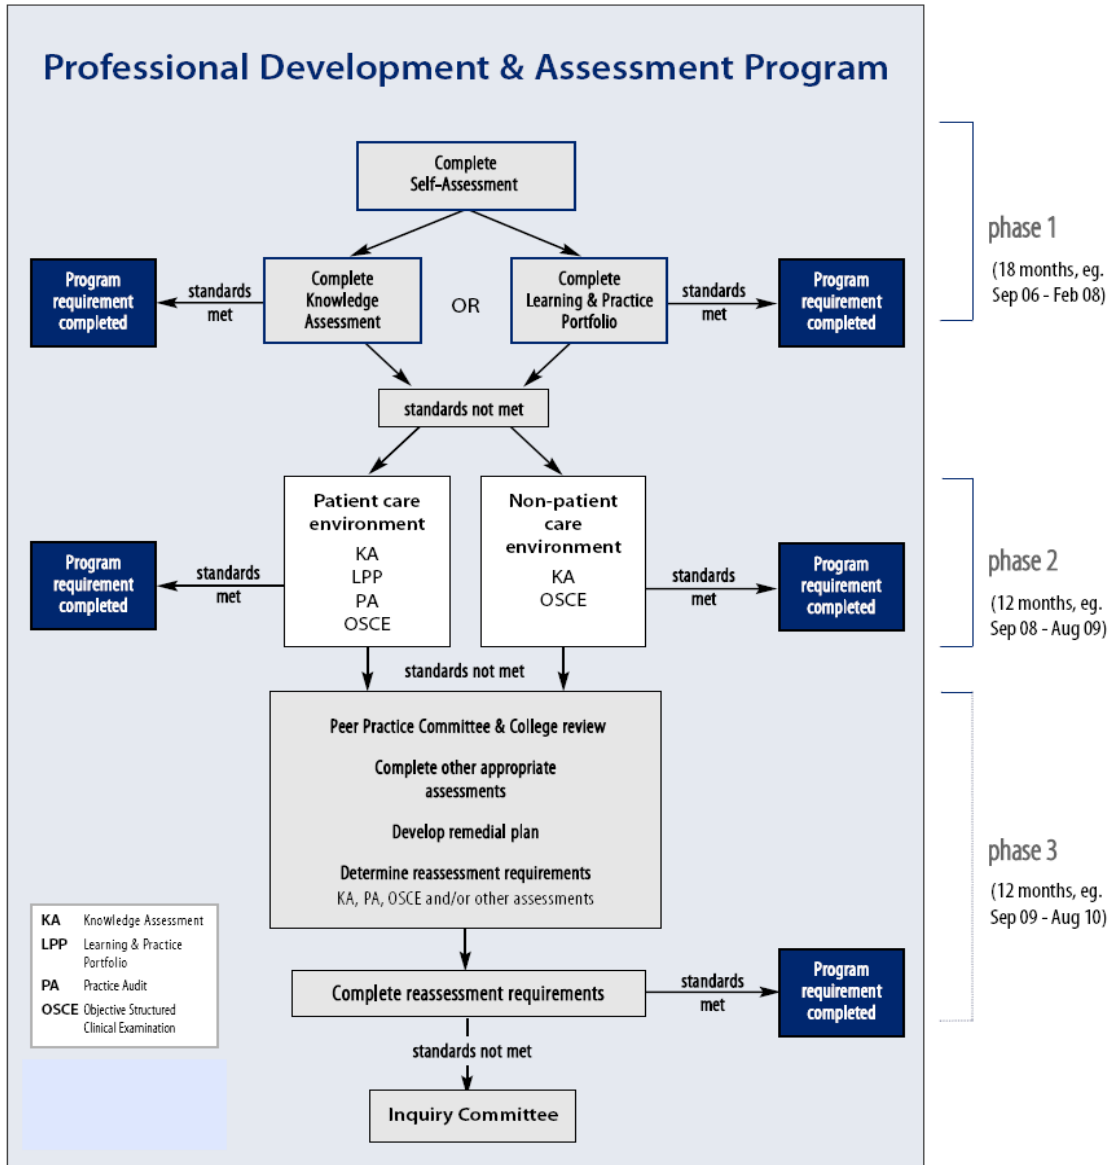 Professional Development & Assessment Program
Complete
Self-Assessment
phase 1
(18 months, eg.
Sep 06 - Feb 08)
Program
requirement
completed
standards
met
Complete
Knowledge
Assessment
OR
Complete
Learning & Practice
Portfolio
standards
met
Program
requirement
completed
standards not met
Patient care
environment
KA
LPP
PA
OSCE
Non-patient
care
environment
KA
OSCE
Program
requirement
completed
standards
met
standards
met
Program
requirement
completed
phase 2
(12 months, eg.
Sep 08 - Aug 09)
standards not met
Peer Practice Committee & College review
Complete other appropriate
assessments
Develop remedial plan
Determine reassessment requirements
KA, PA, OSCE and/or other assessments
phase 3
(12 months, eg.
Sep 09 - Aug 10)
KA Knowledge Assessment
LPP Learning & Practice
Portfolio
PA Practice Audit
OSCE Objective Structured
Clinical Examination
Complete reassessment requirements
standards
met
Program
requirement
completed
standards not met
Inquiry Committee